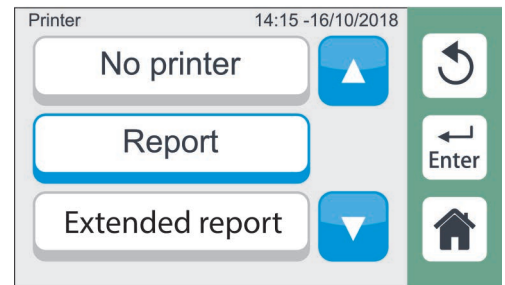 Printer 14:15 -16/10/2018
No printer
Report
Enter
Extended report